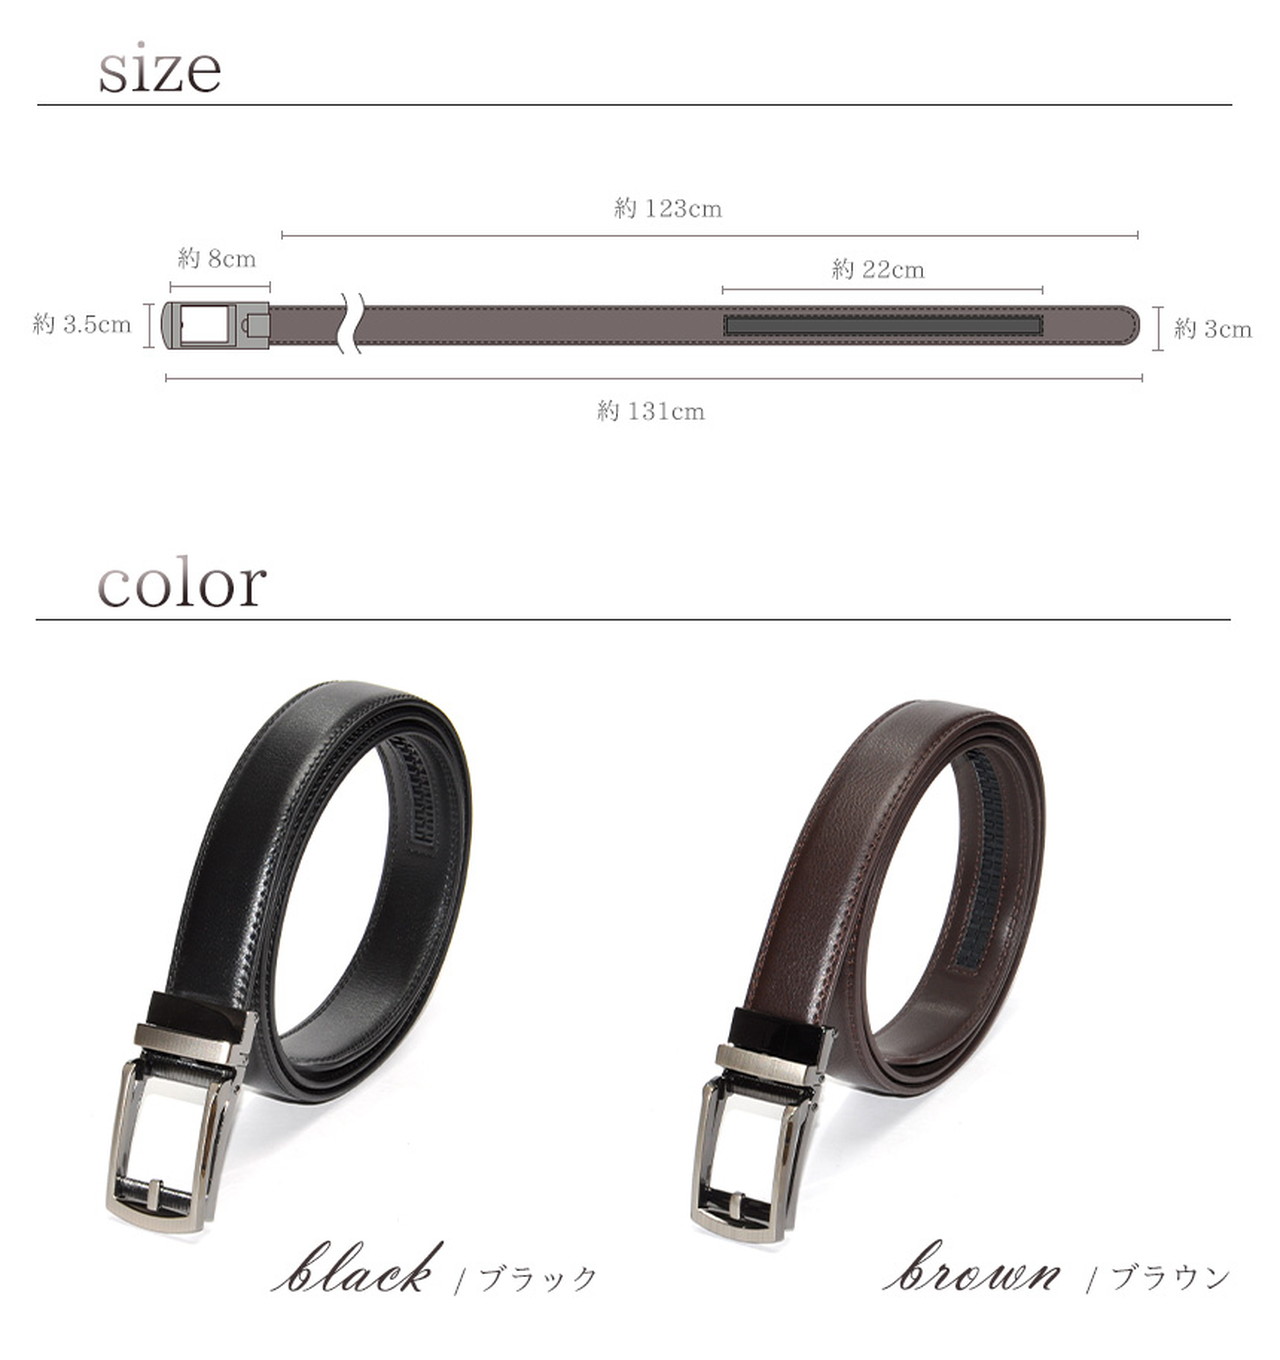 size
約 123cm
約 8cm
約 22cm
約 3.5cm
約 3cm
約 131cm
color
black / ブラック
brown / ブラウン